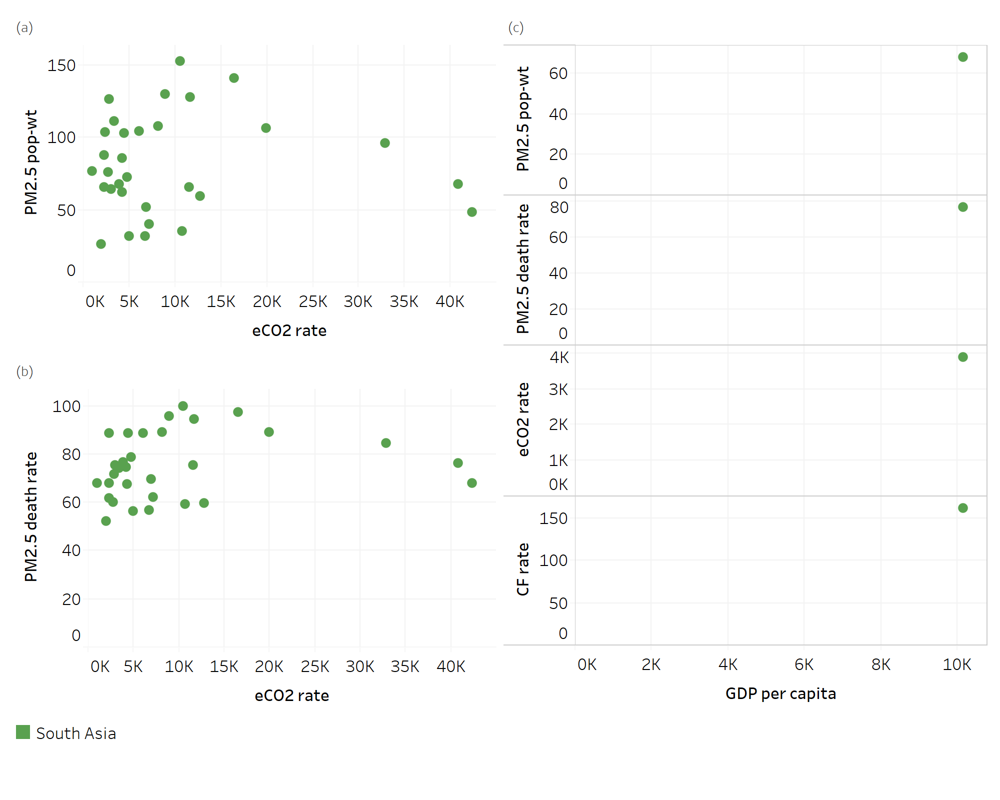 (a)
PM2.5 pop-wt
150
100
50
0
0K 5K 10K 15K 20K 25K 30K 35K 40K
eCO2 rate
(b)
PM2.5 death rate
100
80
60
40
20
0
0K 5K 10K 15K 20K 25K 30K 35K 40K
eCO2 rate
South Asia
(c)
PM2.5 pop-wt
60
40
20
0
PM2.5 death rate
80
60
40
20
0
eCO2 rate
4K
3K
2K
1K
0K
CF rate
150
100
50
0
0K 2K 4K 6K 8K 10K
GDP per capita